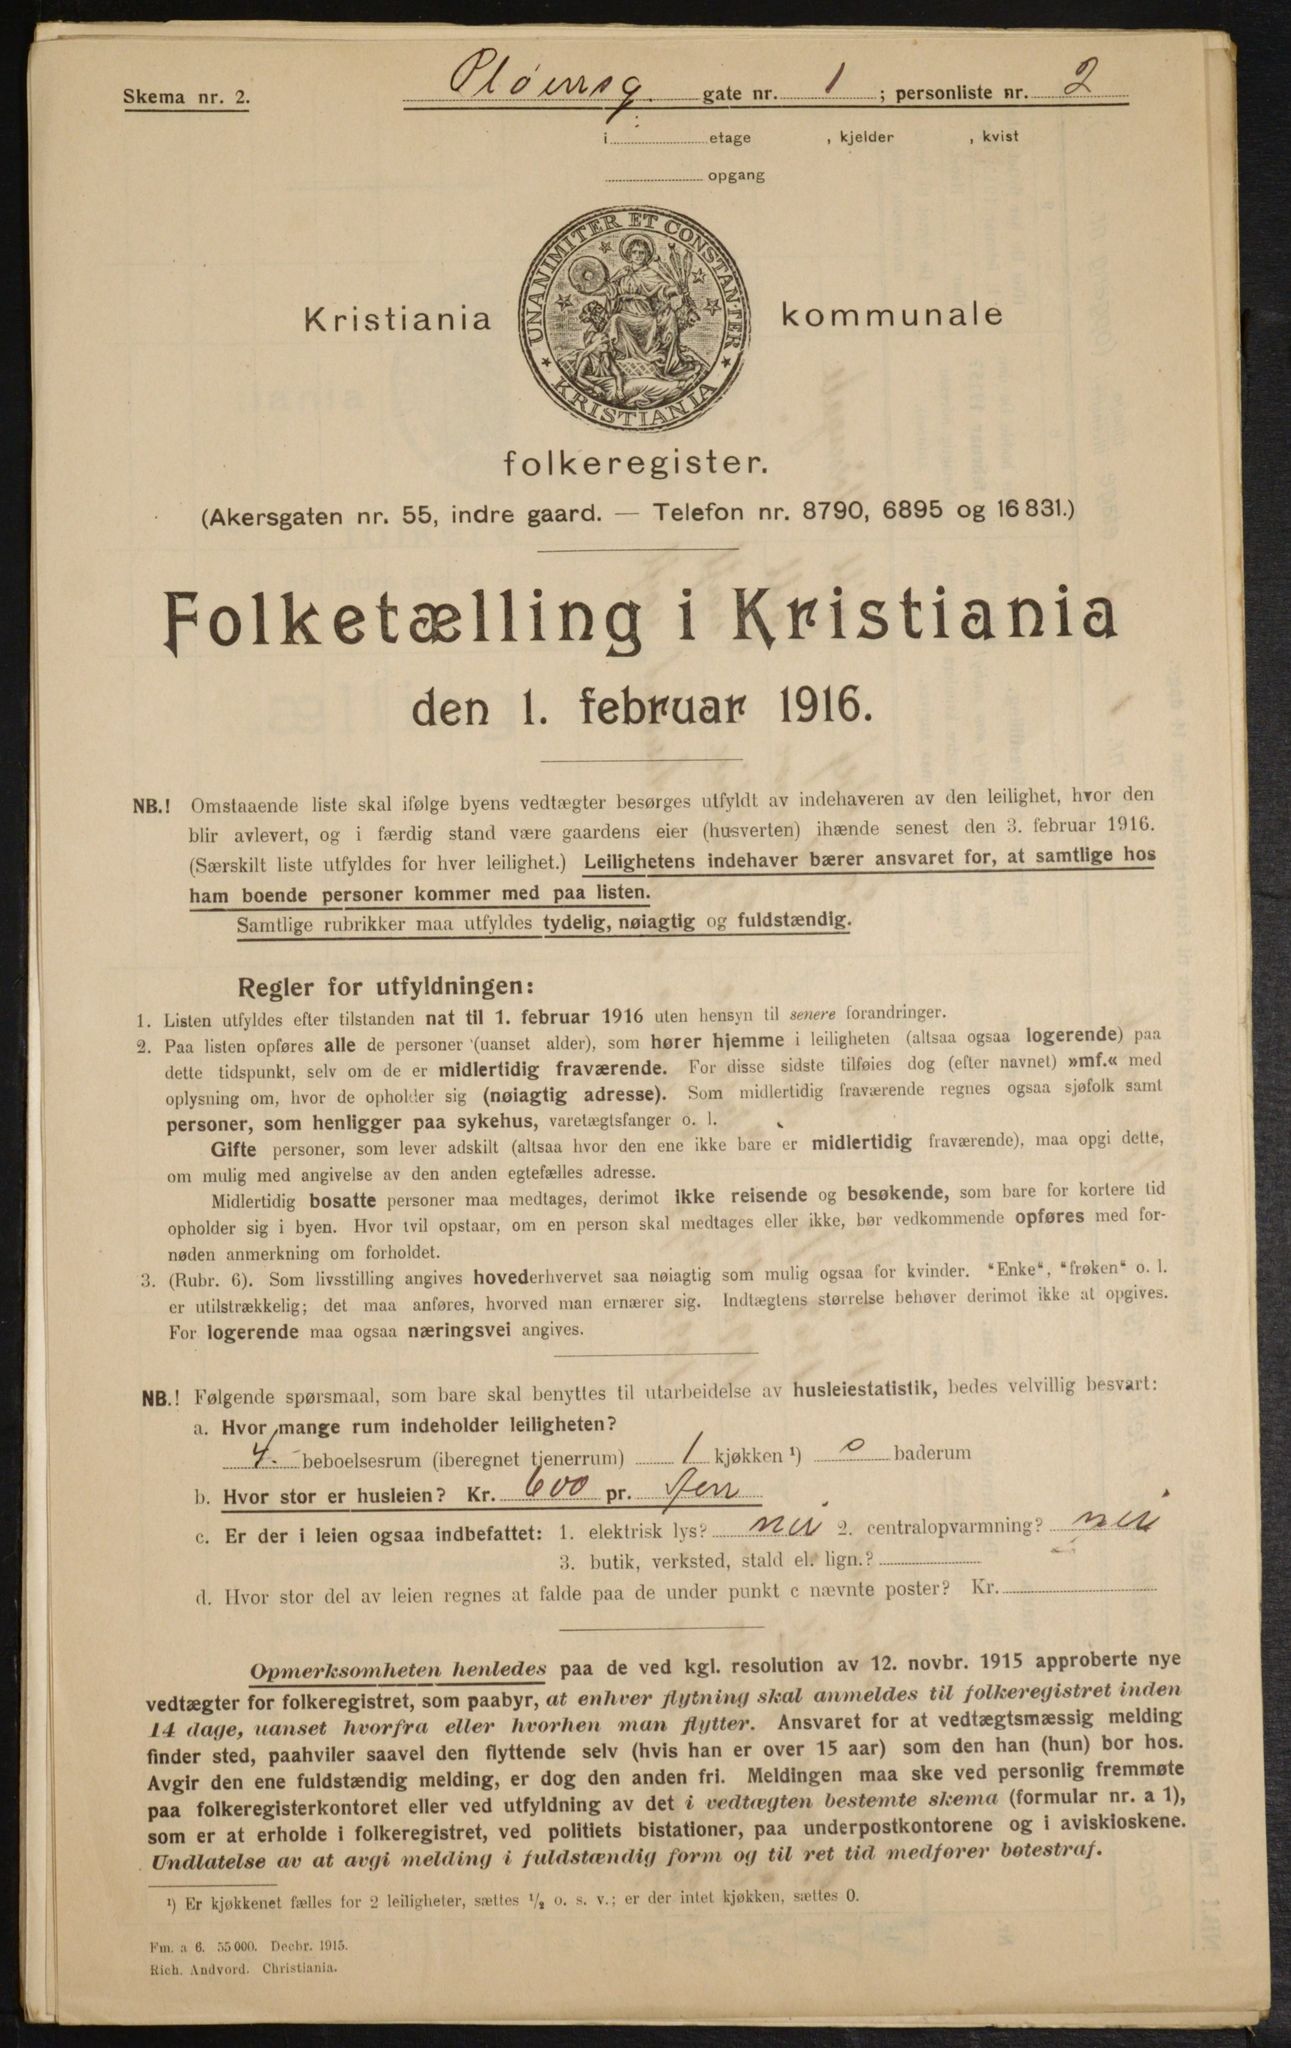 Skema nr. 2.
Pløensg gate nr. 1 ; personliste nr. 2
i etage , kjelder , kvist
opgang
UNANIMITER ET CONSTANTER
★ KRISTIANIA ★
Kristiania kommunale
folkeregister.
(Akersgaten nr. 55, indre gaard. — Telefon nr. 8790, 6895 og 16 831.)
Folketælling i Kristiania
den 1. februar 1916.
NB.! Omstaaende liste skal ifølge byens vedtægter besørges utfyldt av indehaveren av den leilighet, hvor den
blir avlevert, og i færdig stand være gaardens eier (husverten) ihænde senest den 3. februar 1916.
(Særskilt liste utfyldes for hver leilighet.) Leilighetens indehaver bærer ansvaret for, at samtlige hos
ham boende personer kommer med paa listen.
Samtlige rubrikker maa utfyldes tydelig, nøiagtig og fuldstændig.
Regler for utfyldningen:
1. Listen utfyldes efter tilstanden nat til 1. februar 1916 uten hensyn til senere forandringer.
2. Paa listen opføres alle de personer (uanset alder), som hører hjemme i leiligheten (altsaa ogsaa logerende) paa
dette tidspunkt, selv om de er midlertidig fraværende. For disse sidste tilføies dog (efter navnet) »mf.« med
oplysning om, hvor de opholder sig (nøiagtig adresse). Som midlertidig fraværende regnes ogsaa sjøfolk samt
personer, som henligger paa sykehus, varetægtsfanger o. l.
Gifte personer, som lever adskilt (altsaa hvor den ene ikke bare er midlertidig fraværende), maa opgi dette,
om mulig med angivelse av den anden egtefælles adresse.
Midlertidig bosatte personer maa medtages, derimot ikke reisende og besøkende, som bare for kortere tid
opholder sig i byen. Hvor tvil opstaar, om en person skal medtages eller ikke, bør vedkommende opføres med for-
nøden anmerkning om forholdet.
3. (Rubr. 6). Som livsstilling angives hovederhvervet saa nøiagtig som mulig ogsaa for kvinder. "Enke", "frøken" o. l.
er utilstrækkelig; det maa anføres, hvorved man ernærer sig. Indtægtens størrelse behøver derimot ikke at opgives.
For logerende maa ogsaa næringsvei angives.
NB.! Følgende spørsmaal, som bare skal benyttes til utarbeidelse av husleiestatistik, bedes velvillig besvart:
a. Hvor mange rum indeholder leiligheten?
4. beboelsesrum (iberegnet tjenerrum) 1 kjøkken ¹) 0 baderum
b. Hvor stor er husleien? Kr. 600 pr.
c. Er der i leien ogsaa indbefattet: 1. elektrisk lys? nei 2. centralopvarmning? nei
3. butik, verksted, stald el. lign.?
d. Hvor stor del av leien regnes at falde paa de under punkt c nævnte poster? Kr.
Opmerksomheten henledes paa de ved kgl. resolution av 12. novbr. 1915 approberte nye
vedtægter for folkeregistret, som paabyr, at enhver flytning skal anmeldes til folkeregistret inden
14 dage, uanset hvorfra eller hvorhen man flytter. Ansvaret for at vedtægtsmæssig melding
finder sted, paahviler saavel den flyttende selv (hvis han er over 15 aar) som den han (hun) bor hos.
Avgir den ene fuldstændig melding, er dog den anden fri. Meldingen maa ske ved personlig fremmøte
paa folkeregisterkontoret eller ved utfyldning av det i vedtægten bestemte skema (formular nr. a 1),
som er at erholde i folkeregistret, ved politiets bistationer, paa underpostkontorene og i aviskioskene.
Undlatelse av at avgi melding i fuldstændig form og til ret tid medfører bøtestraf.
¹) Er kjøkkenet fælles for 2 leiligheter, sættes ½ o. s. v.; er der intet kjøkken, sættes 0.
Fm. a 6. 55 000. Decbr. 1915.
Rich. Andvord. Christiania.